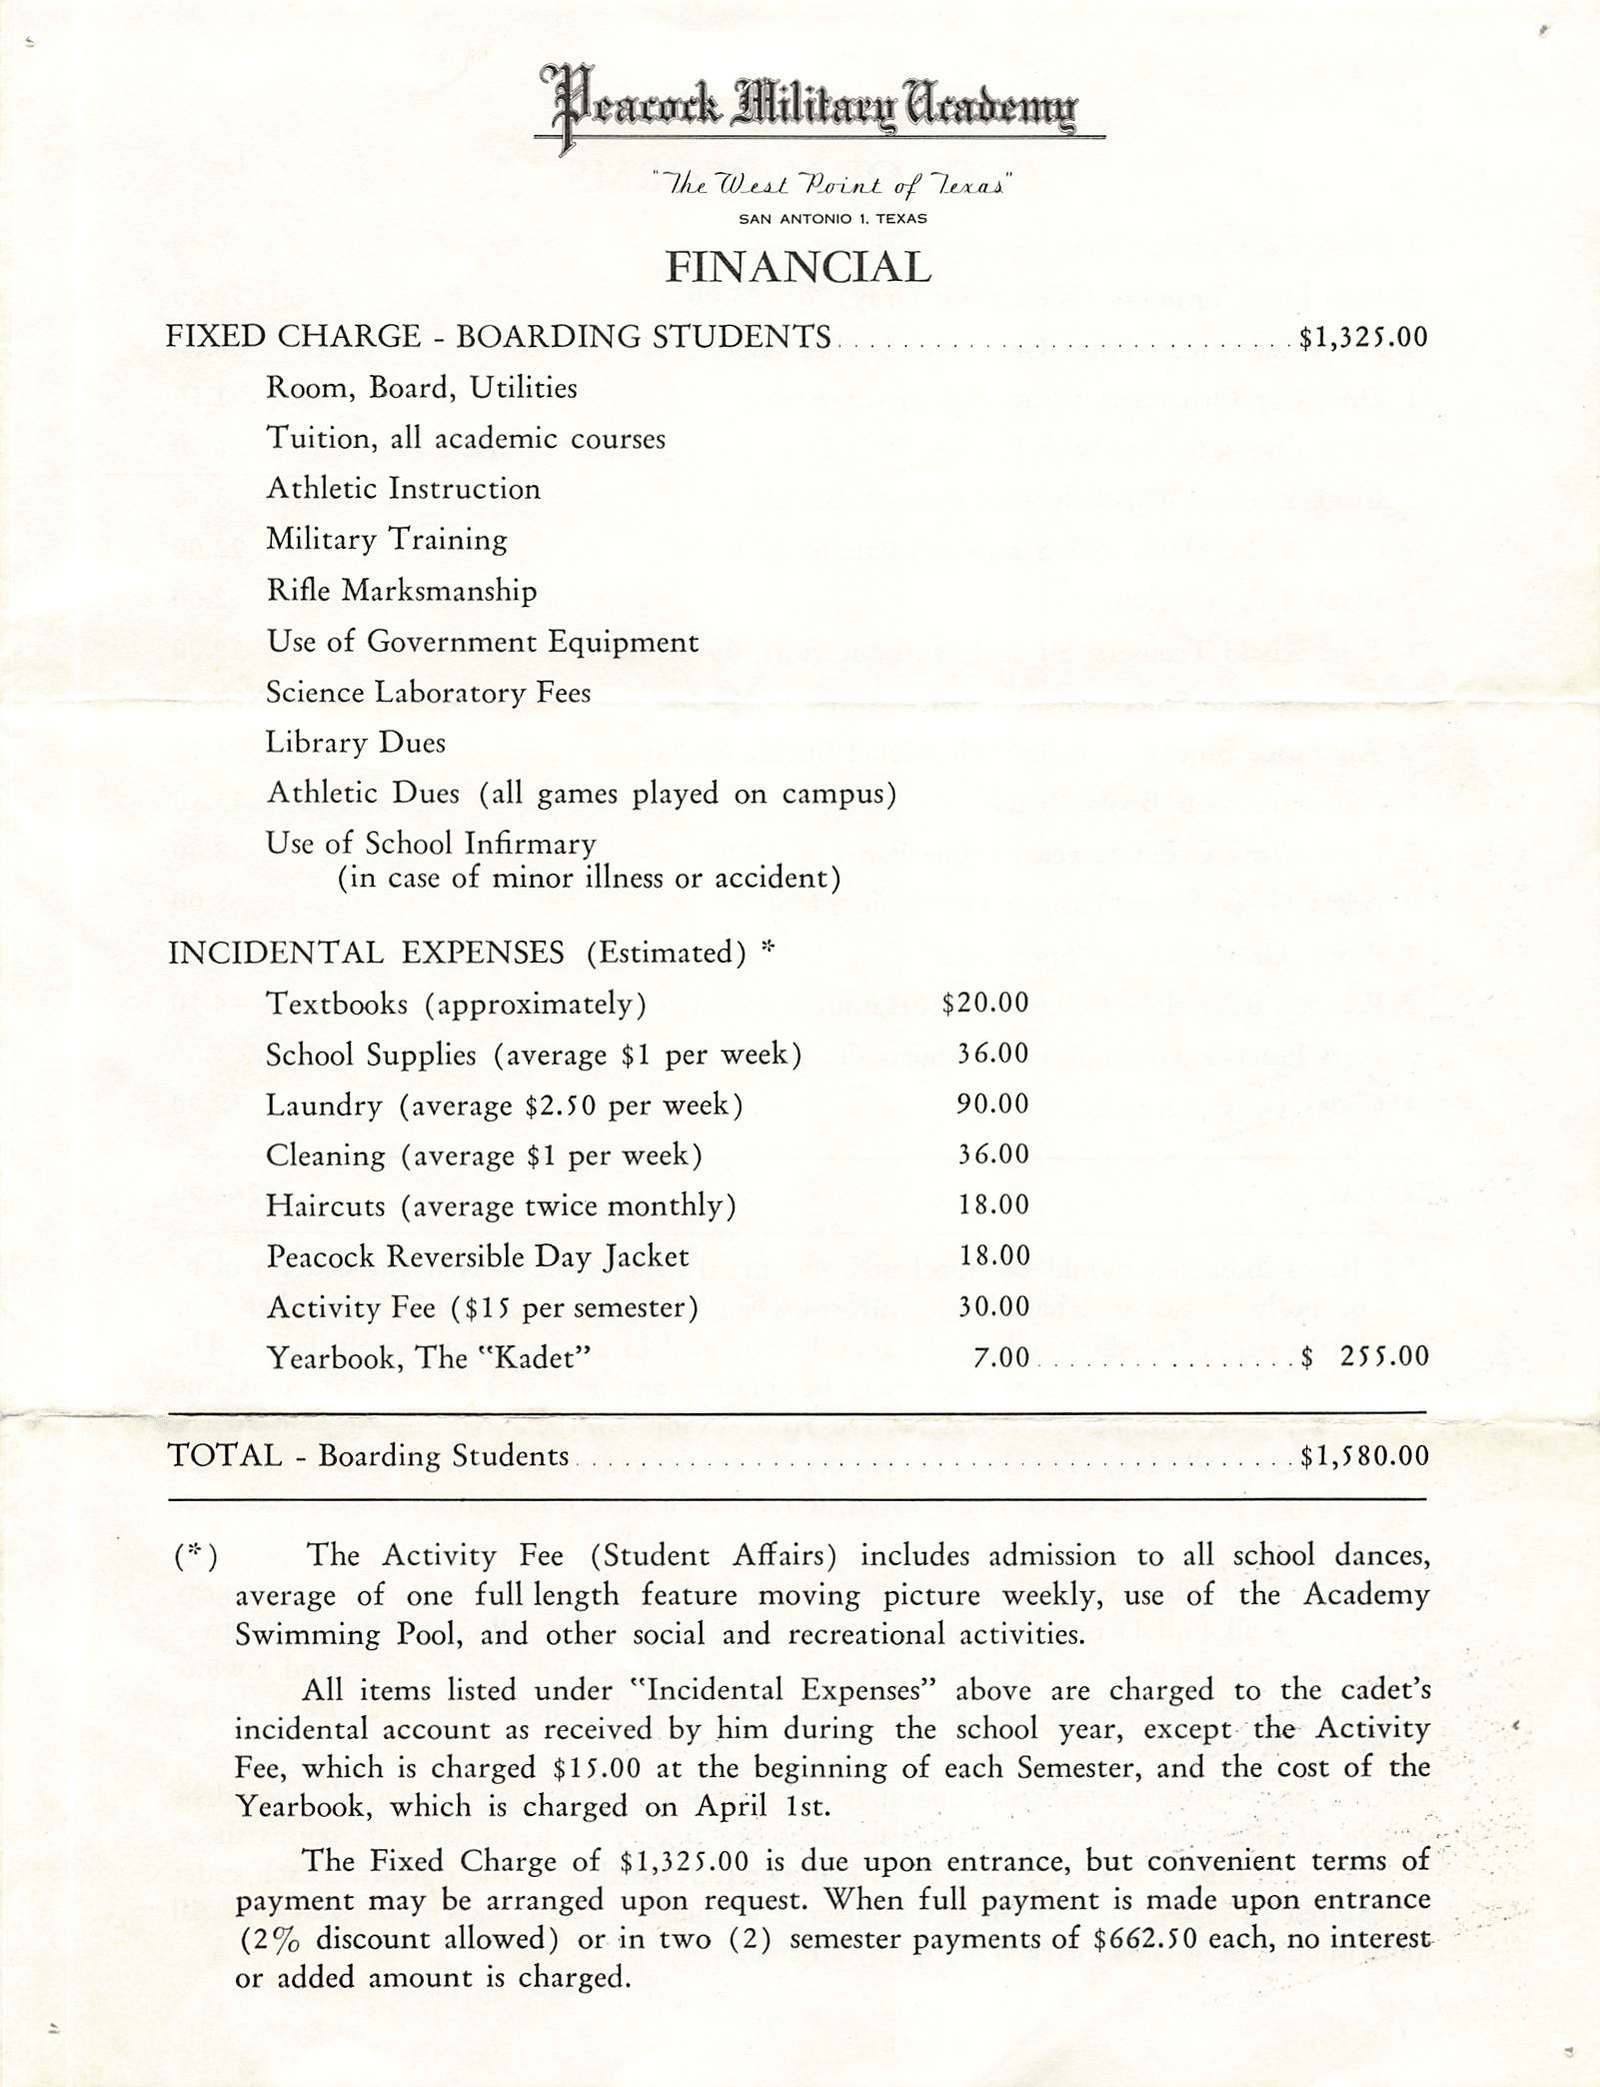 Peacock Military Academy
"The West Point of Texas"
SAN ANTONIO 1, TEXAS
FINANCIAL
FIXED CHARGE - BOARDING STUDENTS............................$1,325.00
Room, Board, Utilities
Tuition, all academic courses
Athletic Instruction
Military Training
Rifle Marksmanship
Use of Government Equipment
Science Laboratory Fees
Library Dues
Athletic Dues (all games played on campus)
Use of School Infirmary
(in case of minor illness or accident)
INCIDENTAL EXPENSES (Estimated) *
Textbooks (approximately) $20.00
School Supplies (average $1 per week) 36.00
Laundry (average $2.50 per week) 90.00
Cleaning (average $1 per week) 36.00
Haircuts (average twice monthly) 18.00
Peacock Reversible Day Jacket 18.00
Activity Fee ($15 per semester) 30.00
Yearbook, The "Kadet" 7.00................$ 255.00
TOTAL - Boarding Students............................................$1,580.00
(*) The Activity Fee (Student Affairs) includes admission to all school dances,
average of one full length feature moving picture weekly, use of the Academy
Swimming Pool, and other social and recreational activities.
All items listed under "Incidental Expenses" above are charged to the cadet's
incidental account as received by him during the school year, except the Activity
Fee, which is charged $15.00 at the beginning of each Semester, and the cost of the
Yearbook, which is charged on April 1st.
The Fixed Charge of $1,325.00 is due upon entrance, but convenient terms of
payment may be arranged upon request. When full payment is made upon entrance
(2% discount allowed) or in two (2) semester payments of $662.50 each, no interest
or added amount is charged.